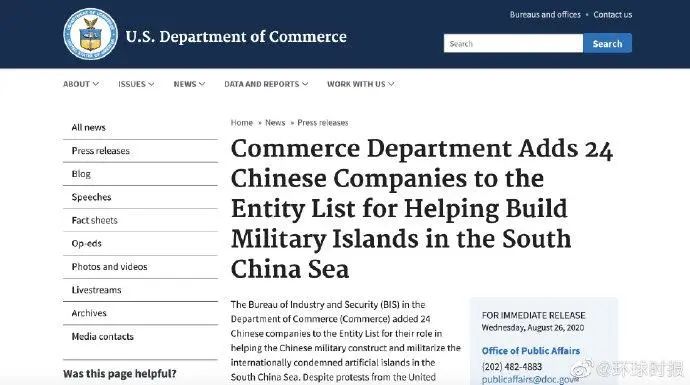 Bureaus and offices • Contact us
U.S. Department of Commerce
Search Search
ABOUT ISSUES NEWS DATA AND REPORTS WORK WITH US
Home » News » Press releases
All news
Press releases
Blog
Speeches
Fact sheets
Op-eds
Photos and videos
Livestreams
Archives
Media contacts
Was this page helpful?
Commerce Department Adds 24
Chinese Companies to the
Entity List for Helping Build
Military Islands in the South
China Sea
The Bureau of Industry and Security (BIS) in the
Department of Commerce (Commerce) added 24
Chinese companies to the Entity List for their role in
helping the Chinese military construct and militarize the
internationally condemned artificial islands in the
South China Sea. Despite protests from the United
FOR IMMEDIATE RELEASE
Wednesday, August 26, 2020
Office of Public Affairs
(202) 482-4883
publicaffairs@doc.gov
@环球时报